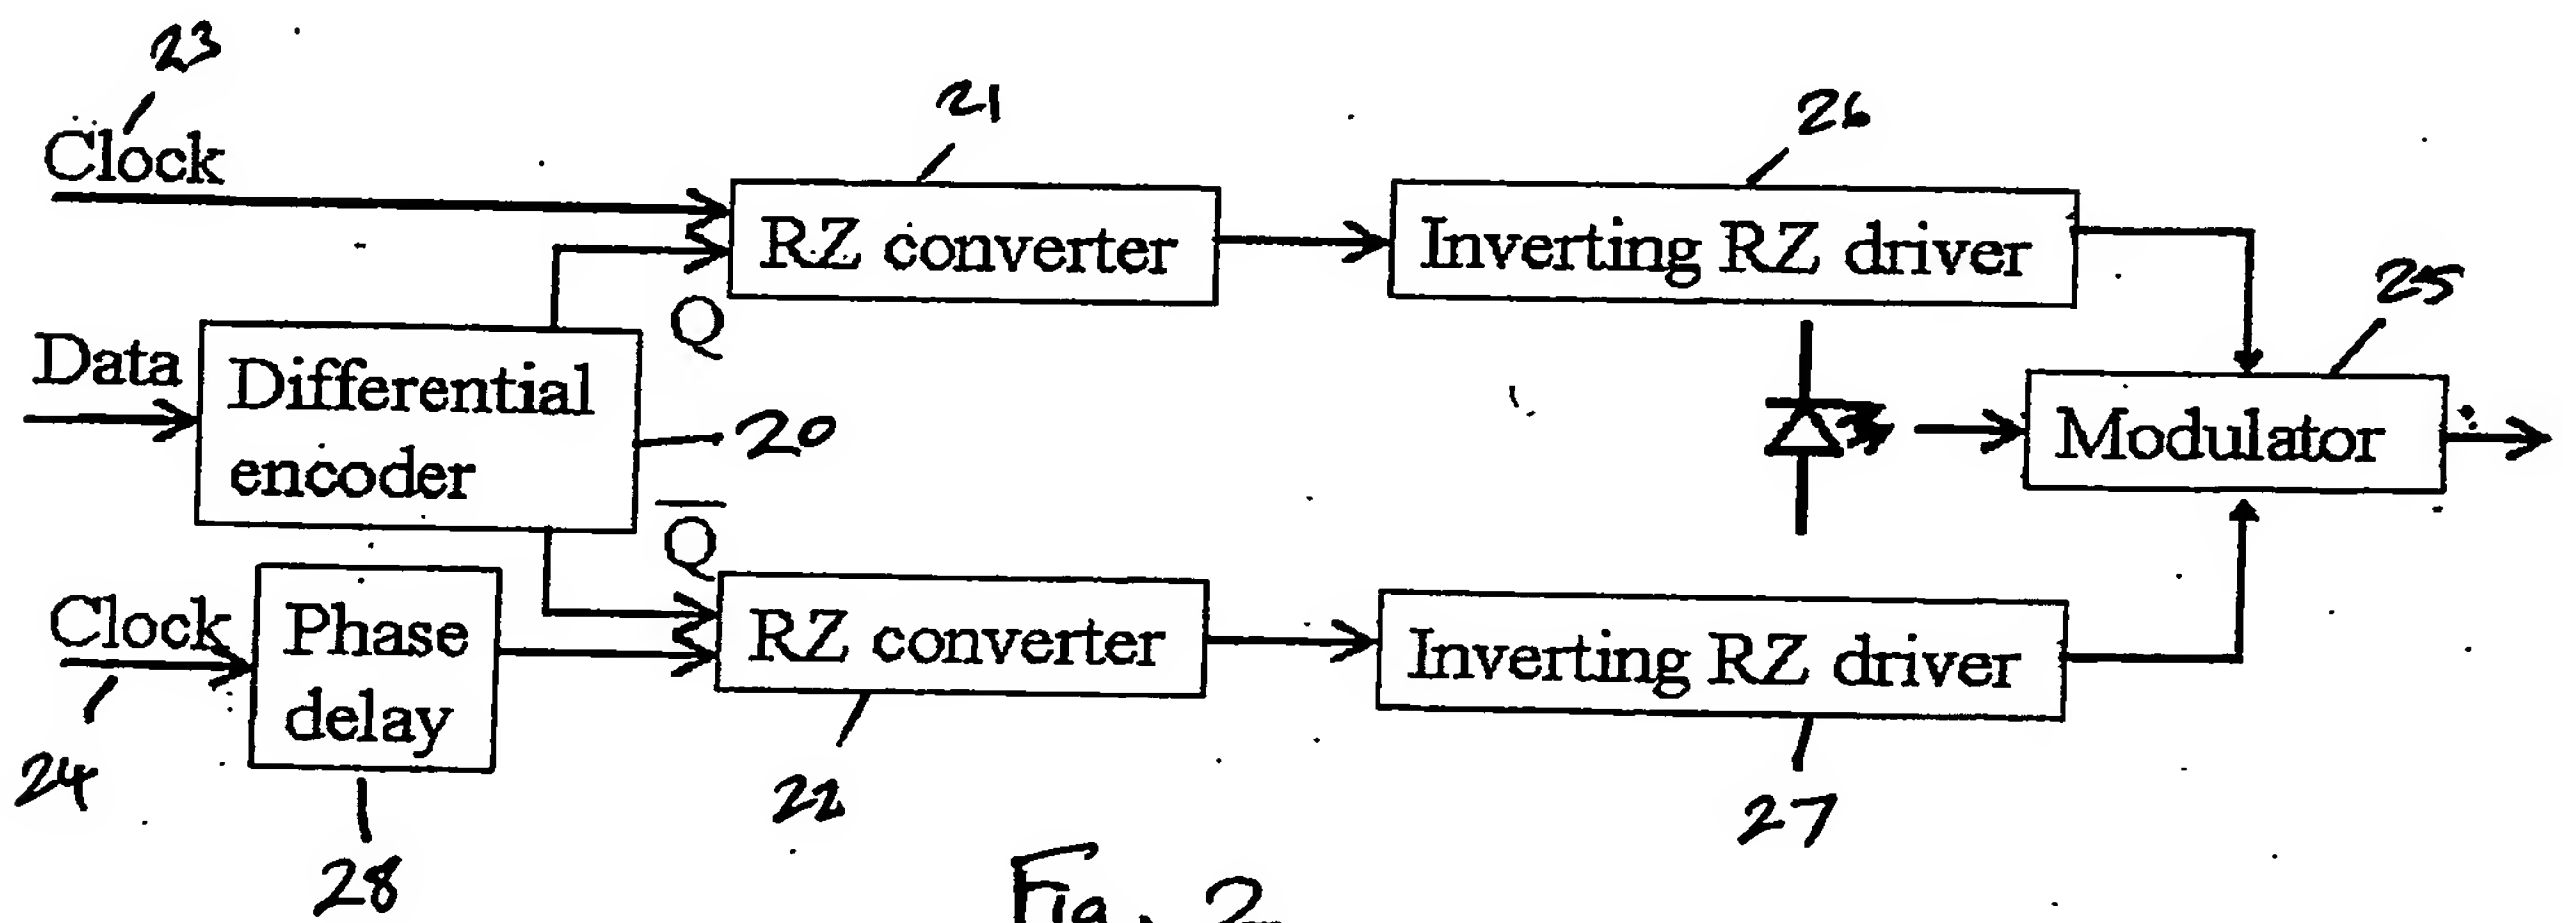 23
Clock
21
RZ converter
26
Inverting RZ driver
25
Q
Data
Differential
encoder
20
Modulator
Q̅
Clock
24
Phase
delay
28
RZ converter
22
Inverting RZ driver
27
Fig. 2